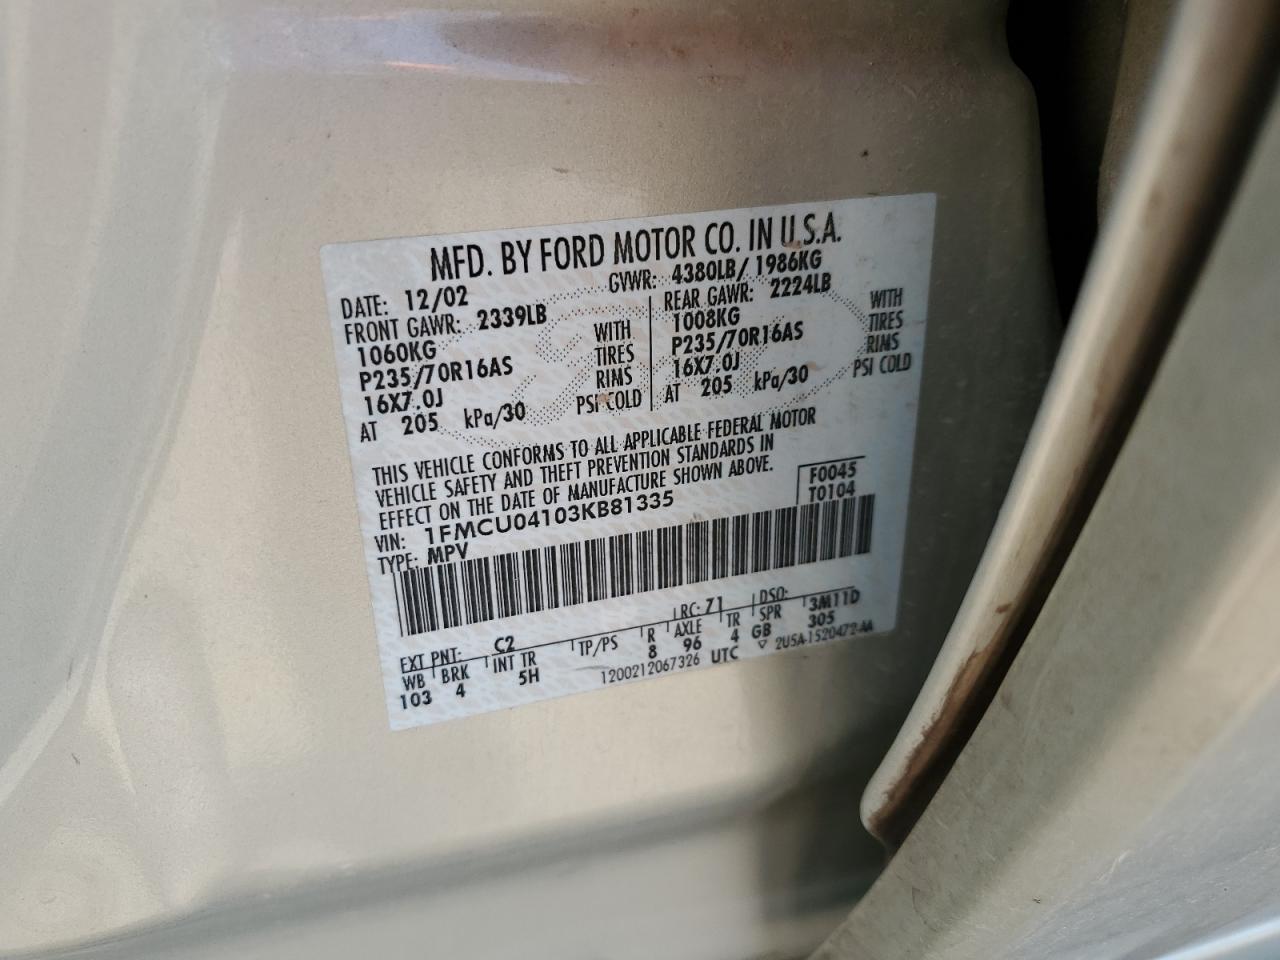 MFD. BY FORD MOTOR CO. IN U.S.A.
DATE: 12/02 GVWR: 4380LB/ 1986KG
FRONT GAWR: 2339LB REAR GAWR: 2224LB
1060KG WITH 1008KG WITH
P235/70R16AS TIRES P235/70R16AS TIRES
16X7.0J RIMS 16X7.0J RIMS
AT 205 kPa/30 PSI COLD AT 205 kPa/30 PSI COLD
THIS VEHICLE CONFORMS TO ALL APPLICABLE FEDERAL MOTOR
VEHICLE SAFETY AND THEFT PREVENTION STANDARDS IN
EFFECT ON THE DATE OF MANUFACTURE SHOWN ABOVE.
F0045
VIN: 1FMCU04103KB81335 T0104
TYPE: MPV
EXT PNT: C2 RC: 71 DSO: 3M11D
WB BRK INT TR TP/PS R AXLE TR SPR 305
103 4 5H 8 96 4 GB
1200212067326 UTC ▽ 2U5A-1520472-AA